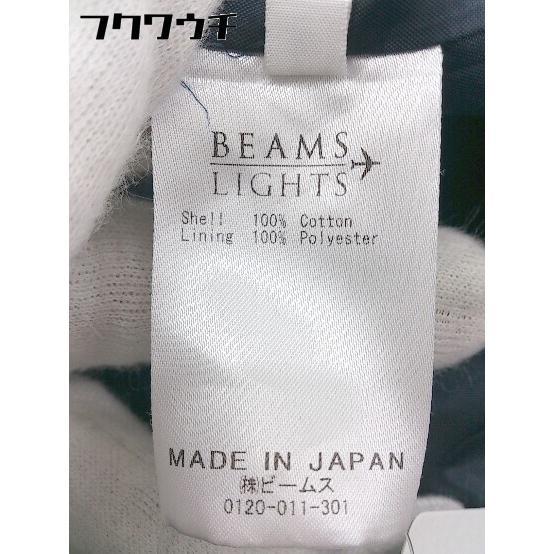 フクウウチ
BEAMS
LIGHTS
Shell 100% Cotton
Lining 100% Polyester
MADE IN JAPAN
㈱ビームス
0120-011-301